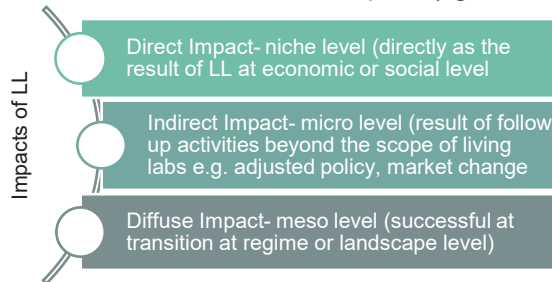 Impacts of LL
Direct Impact- niche level (directly as the
result of LL at economic or social level
Indirect Impact- micro level (result of follow
up activities beyond the scope of living
labs e.g. adjusted policy, market change
Diffuse Impact- meso level (successful at
transition at regime or landscape level)